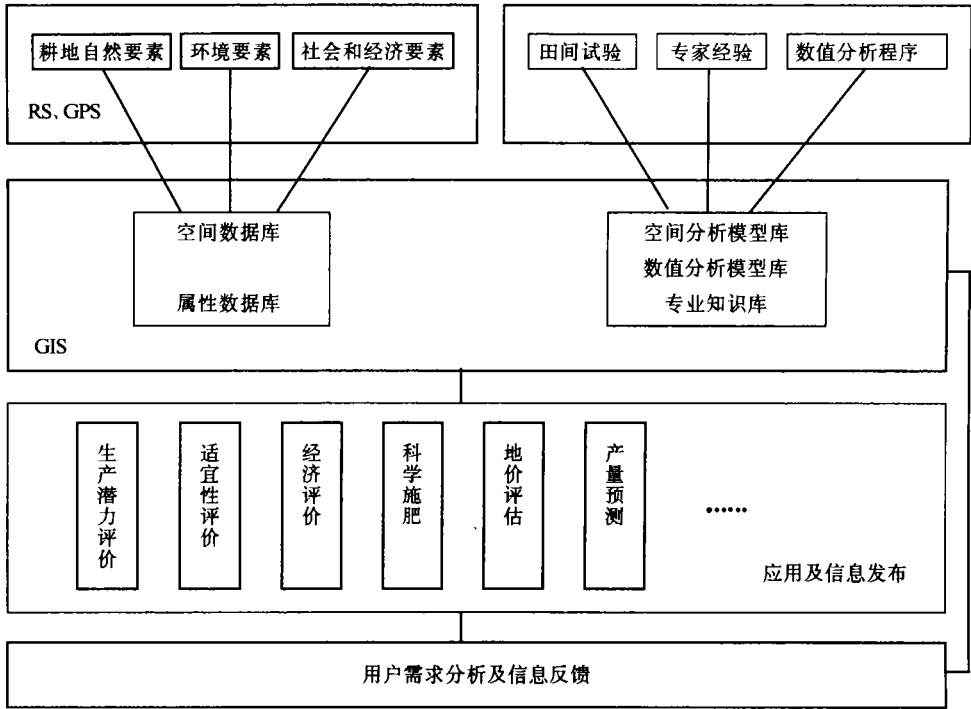 耕地自然要素
环境要素
社会和经济要素
RS、GPS
田间试验
专家经验
数值分析程序
空间数据库
属性数据库
空间分析模型库
数值分析模型库
专业知识库
GIS
生产潜力评价
适宜性评价
经济评价
科学施肥
地价评估
产量预测
……
应用及信息发布
用户需求分析及信息反馈